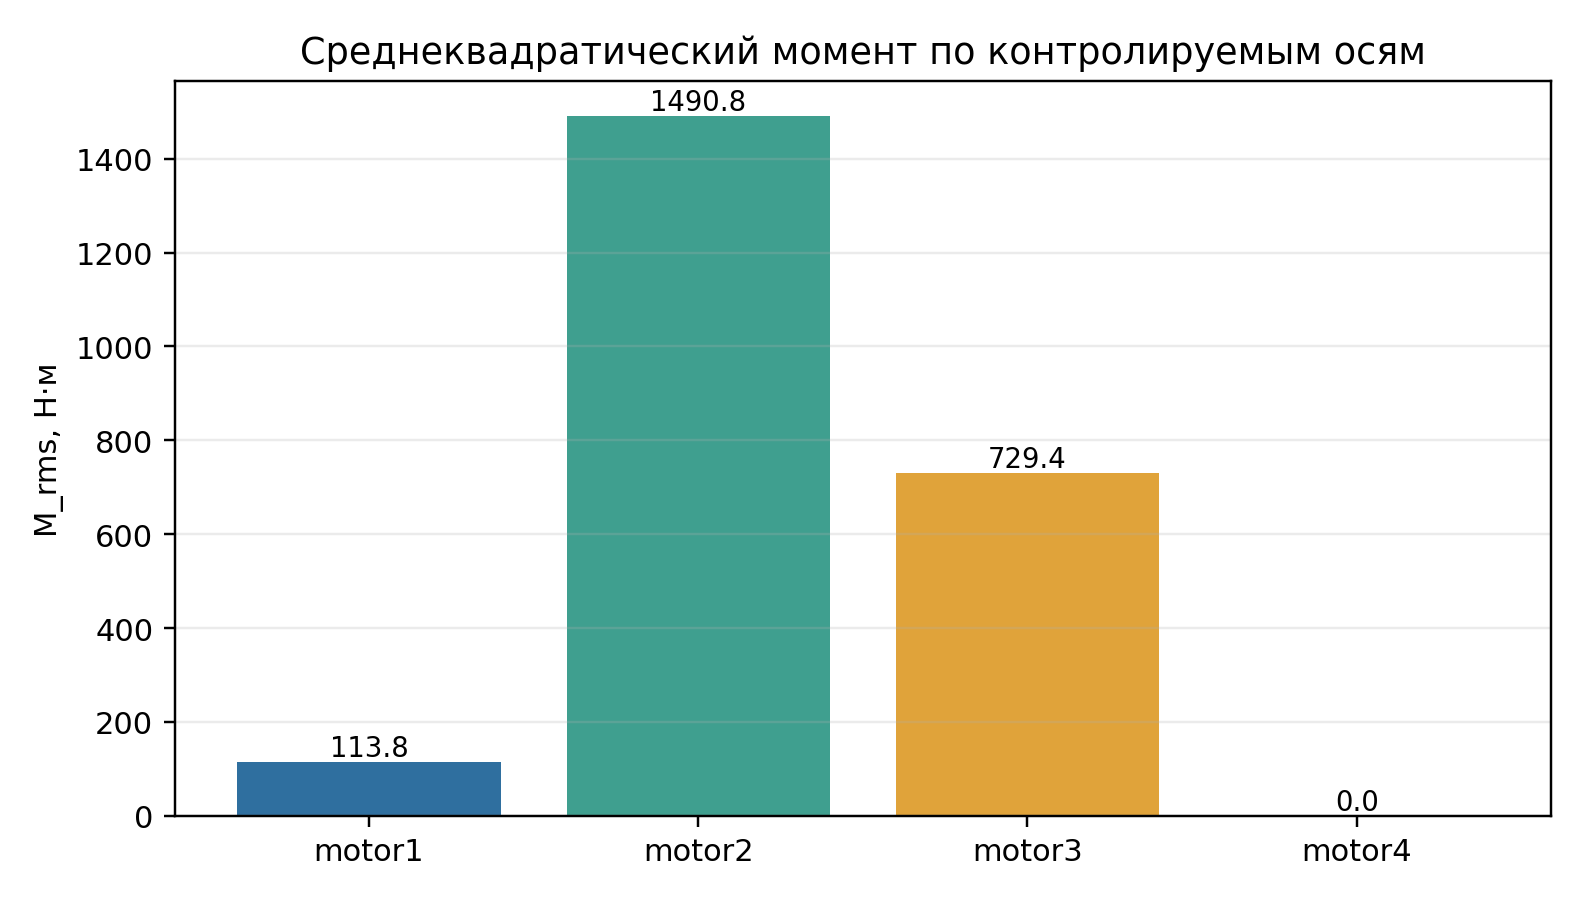 Среднеквадратический момент по контролируемым осям
M_rms, Н·м
1400
1200
1000
800
600
400
200
0
113.8
1490.8
729.4
0.0
motor1
motor2
motor3
motor4